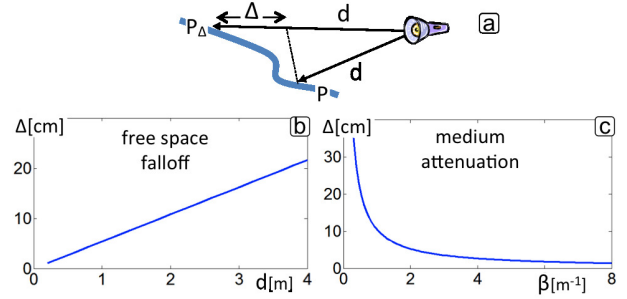 P_Δ Δ d
a
d
P
Δ[cm] free space falloff b
20
10
0
0 1 2 3 4
d[m]
Δ[cm] medium attenuation c
30
20
10
0
0 2 4 6 8
β[m⁻¹]